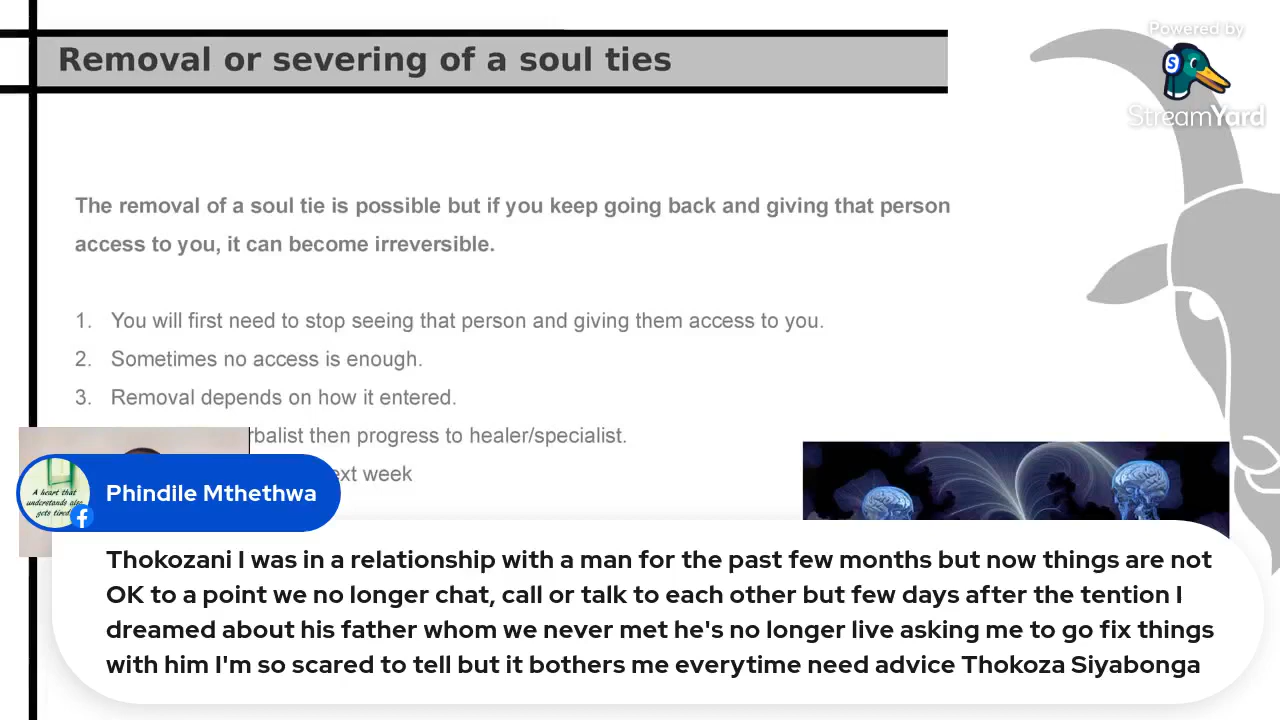 Powered by
StreamYard
Removal or severing of a soul ties
The removal of a soul tie is possible but if you keep going back and giving that person
access to you, it can become irreversible.
1. You will first need to stop seeing that person and giving them access to you.
2. Sometimes no access is enough.
3. Removal depends on how it entered.
rbalist then progress to healer/specialist.
ext week
A heart that
understands also
gets tired
Phindile Mthethwa
Thokozani I was in a relationship with a man for the past few months but now things are not
OK to a point we no longer chat, call or talk to each other but few days after the tention I
dreamed about his father whom we never met he's no longer live asking me to go fix things
with him I'm so scared to tell but it bothers me everytime need advice Thokoza Siyabonga